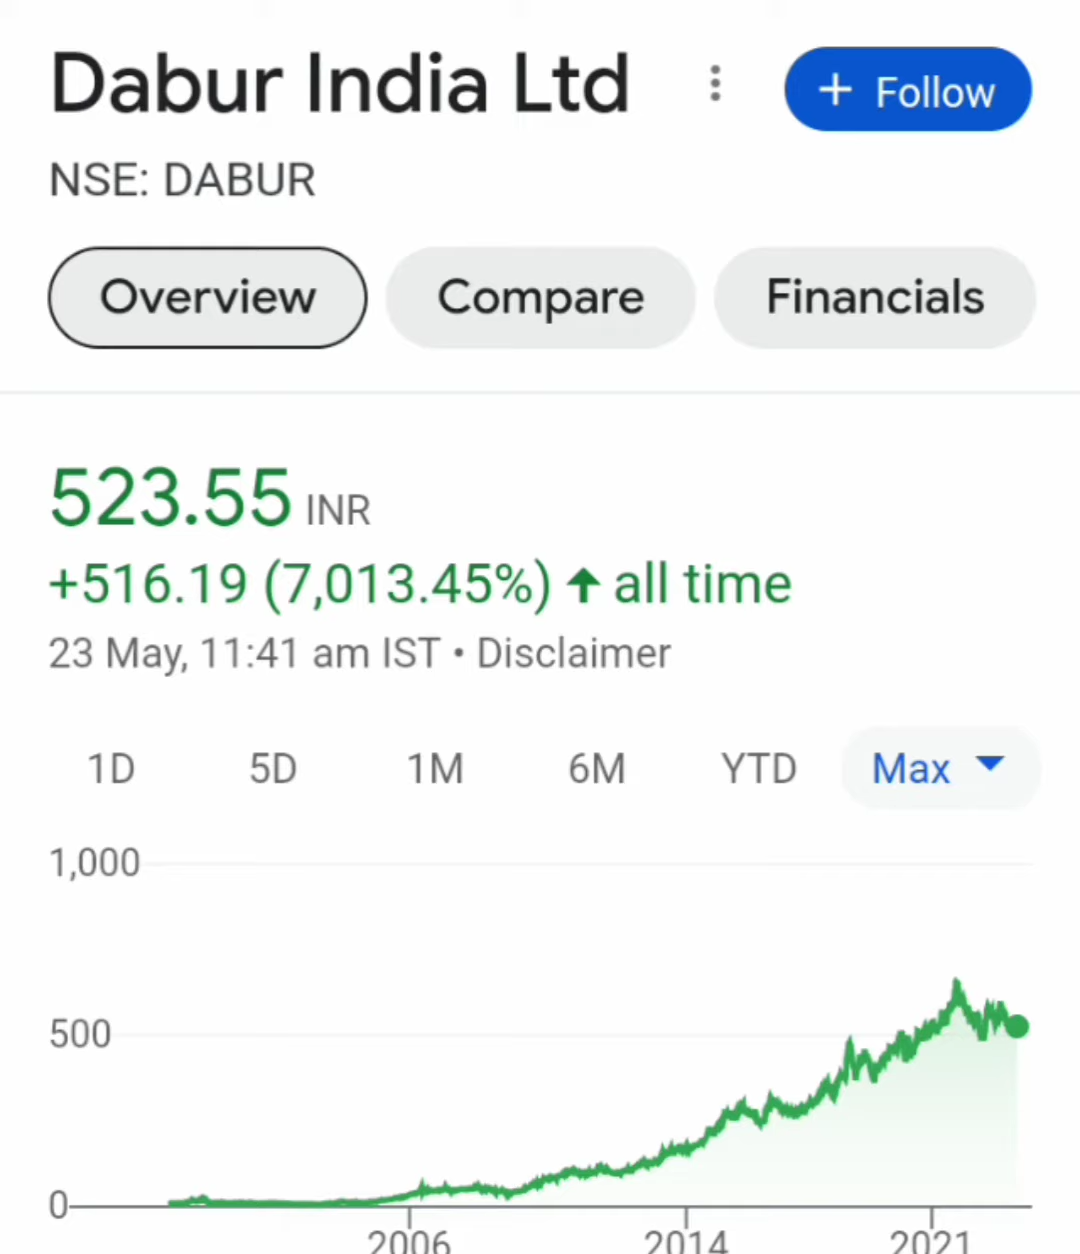 Dabur India Ltd
+ Follow
NSE: DABUR
Overview Compare Financials
523.55 INR
+516.19 (7,013.45%) ↑ all time
23 May, 11:41 am IST • Disclaimer
1D 5D 1M 6M YTD Max
1,000
500
0
2006 2014 2021